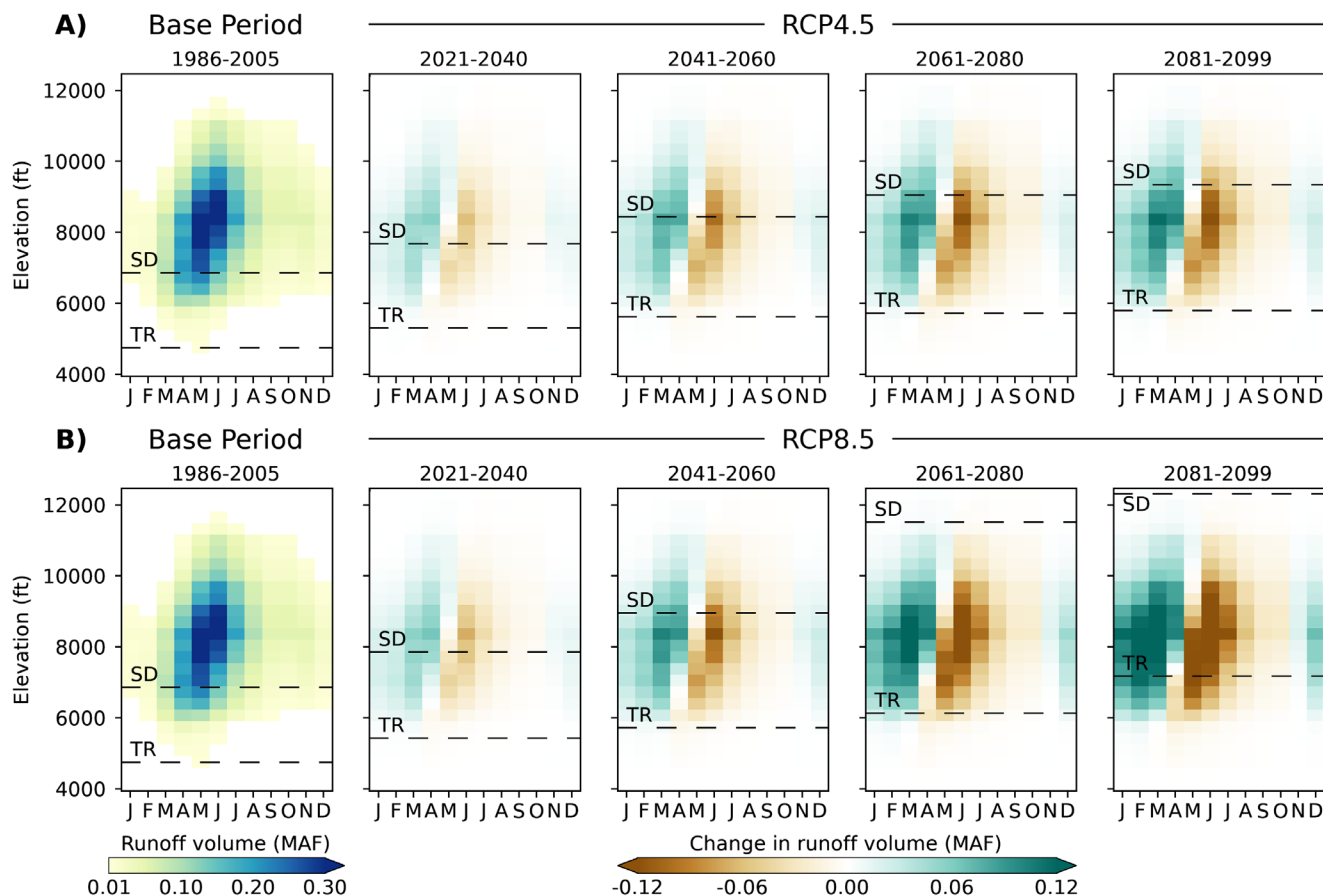 A) Base Period RCP4.5
1986-2005 2021-2040 2041-2060 2061-2080 2081-2099
Elevation (ft)
12000
10000
8000
6000
4000
SD
TR
SD
TR
SD
TR
SD
TR
SD
TR
J F M A M J J A S O N D J F M A M J J A S O N D J F M A M J J A S O N D J F M A M J J A S O N D J F M A M J J A S O N D
B) Base Period RCP8.5
1986-2005 2021-2040 2041-2060 2061-2080 2081-2099
Elevation (ft)
12000
10000
8000
6000
4000
SD
TR
SD
TR
SD
TR
SD
TR
SD
TR
J F M A M J J A S O N D J F M A M J J A S O N D J F M A M J J A S O N D J F M A M J J A S O N D J F M A M J J A S O N D
Runoff volume (MAF) Change in runoff volume (MAF)
0.01 0.10 0.20 0.30 -0.12 -0.06 0.00 0.06 0.12